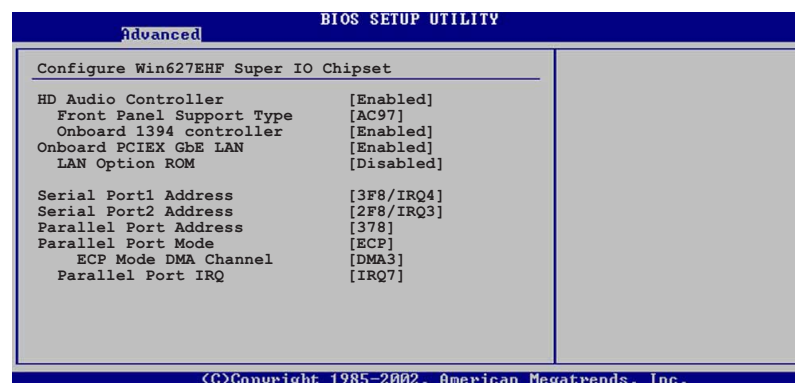 BIOS SETUP UTILITY
Advanced
Configure Win627EHF Super IO Chipset
HD Audio Controller [Enabled]
Front Panel Support Type [AC97]
Onboard 1394 controller [Enabled]
Onboard PCIEX GbE LAN [Enabled]
LAN Option ROM [Disabled]
Serial Port1 Address [3F8/IRQ4]
Serial Port2 Address [2F8/IRQ3]
Parallel Port Address [378]
Parallel Port Mode [ECP]
ECP Mode DMA Channel [DMA3]
Parallel Port IRQ [IRQ7]
(C)Copyright 1985-2002, American Megatrends, Inc.